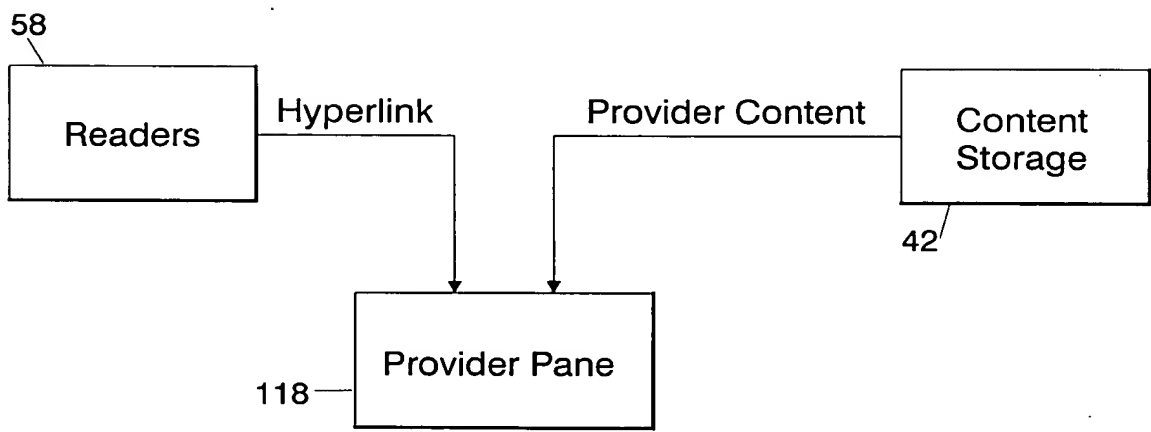 58
Readers
Hyperlink
Provider Content
Content
Storage
42
Provider Pane
118